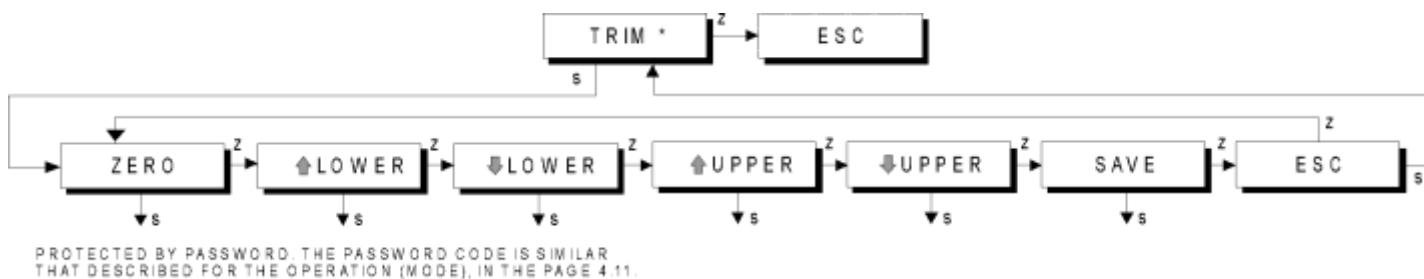 TRIM *
Z
ESC
S
Z
ZERO
Z
⬆LOWER
Z
⬇LOWER
Z
⬆UPPER
Z
⬇UPPER
Z
SAVE
Z
ESC
S
S
S
S
S
S
S
PROTECTED BY PASSWORD. THE PASSWORD CODE IS SIMILAR
THAT DESCRIBED FOR THE OPERATION (MODE), IN THE PAGE 4.11.